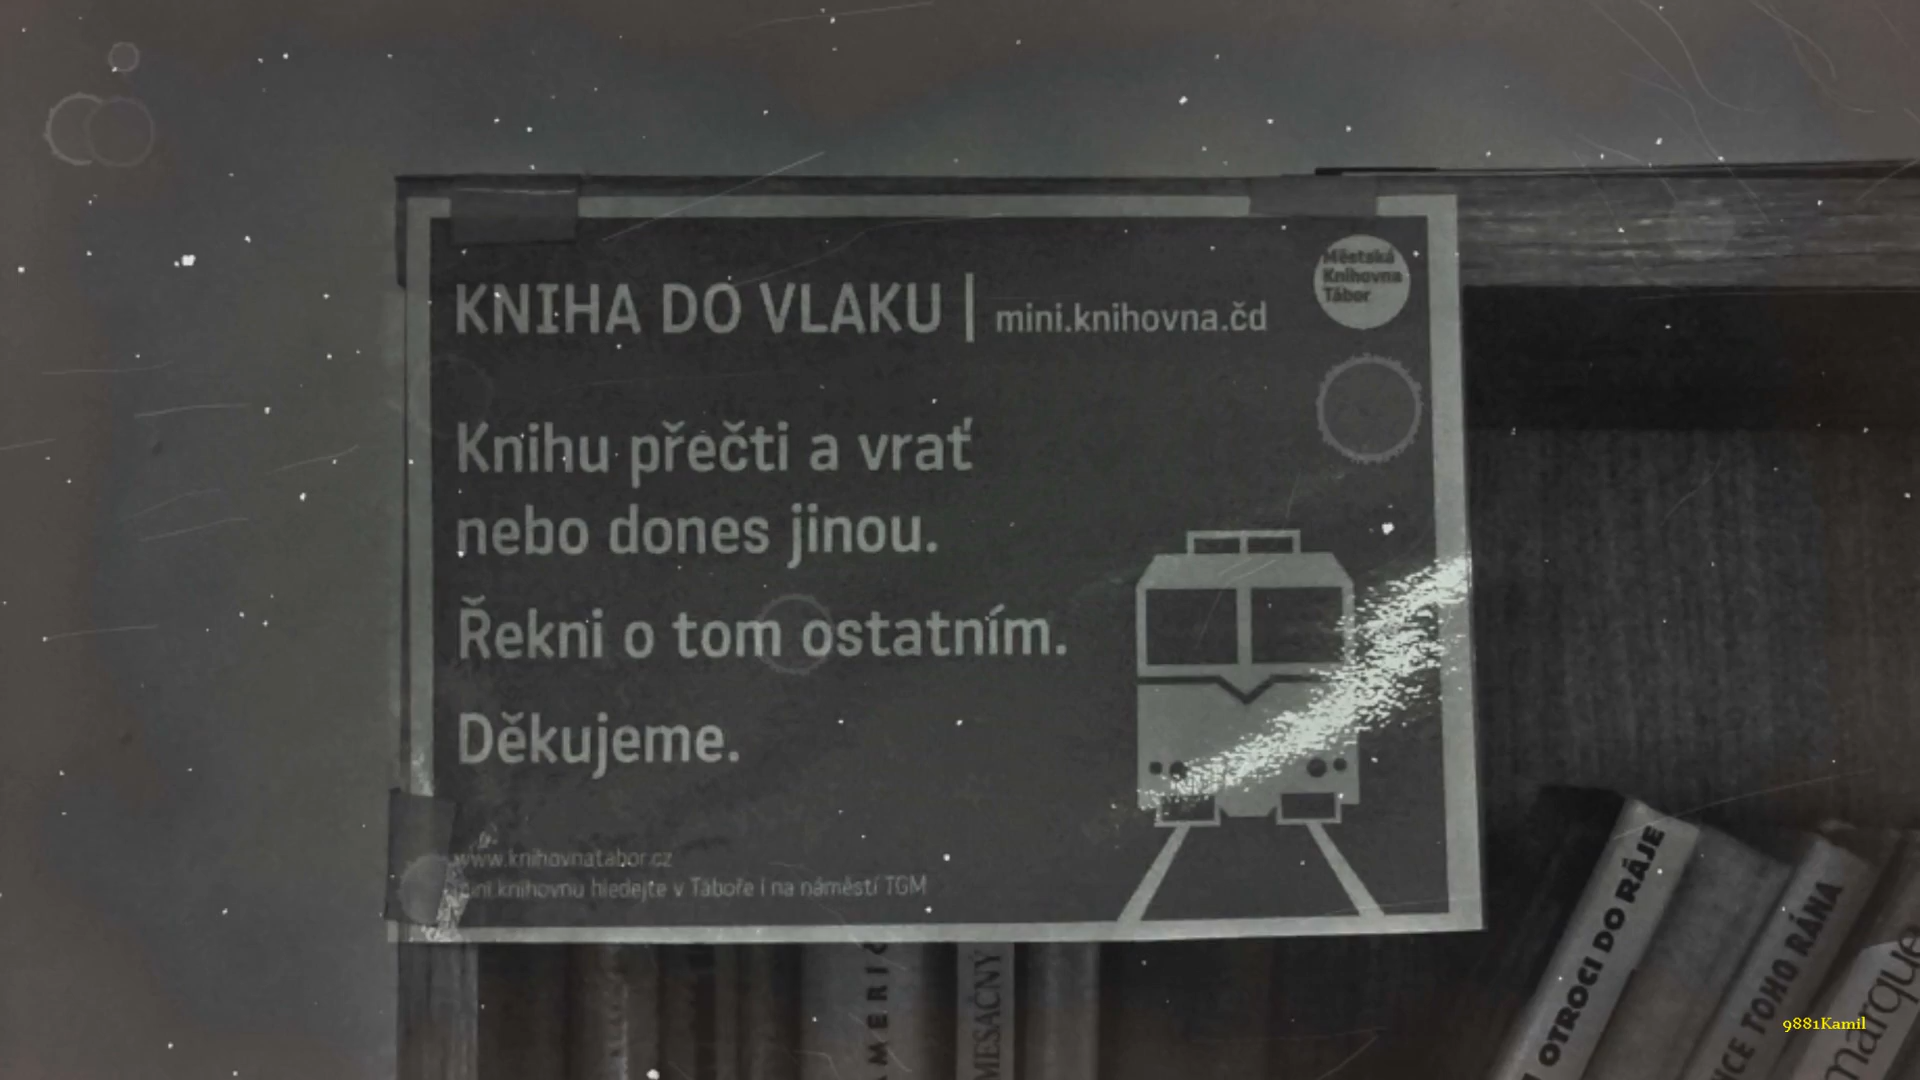 KNIHA DO VLAKU | mini.knihovna.čd
Městská
Knihovna
Tábor
Knihu přečti a vrať
nebo dones jinou.
Řekni o tom ostatním.
Děkujeme.
www.knihovnatabor.cz
mini.knihovnu hledejte v Táboře i na náměstí TGM
MESAČNÝ
OTROCI DO RÁJE
TOHO RÁNA
9881Kamil